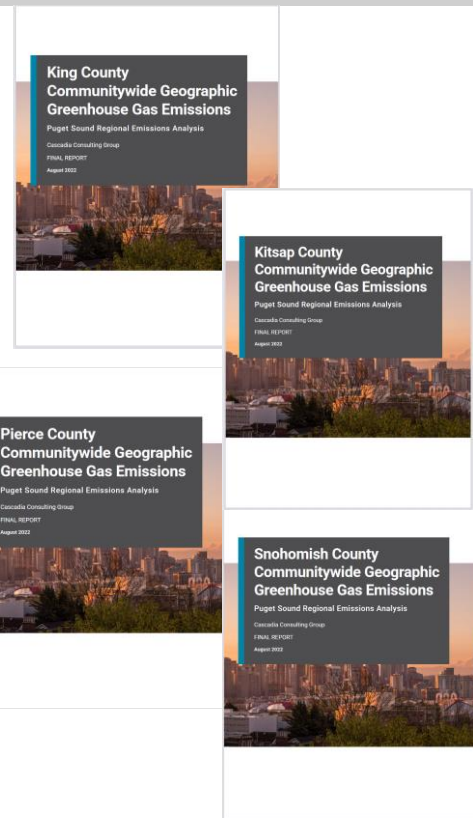 King County
Communitywide Geographic
Greenhouse Gas Emissions
Puget Sound Regional Emissions Analysis
Cascadia Consulting Group
FINAL REPORT
August 2022
Kitsap County
Communitywide Geographic
Greenhouse Gas Emissions
Puget Sound Regional Emissions Analysis
Cascadia Consulting Group
FINAL REPORT
August 2022
Pierce County
Communitywide Geographic
Greenhouse Gas Emissions
Puget Sound Regional Emissions Analysis
Cascadia Consulting Group
FINAL REPORT
August 2022
Snohomish County
Communitywide Geographic
Greenhouse Gas Emissions
Puget Sound Regional Emissions Analysis
Cascadia Consulting Group
FINAL REPORT
August 2022